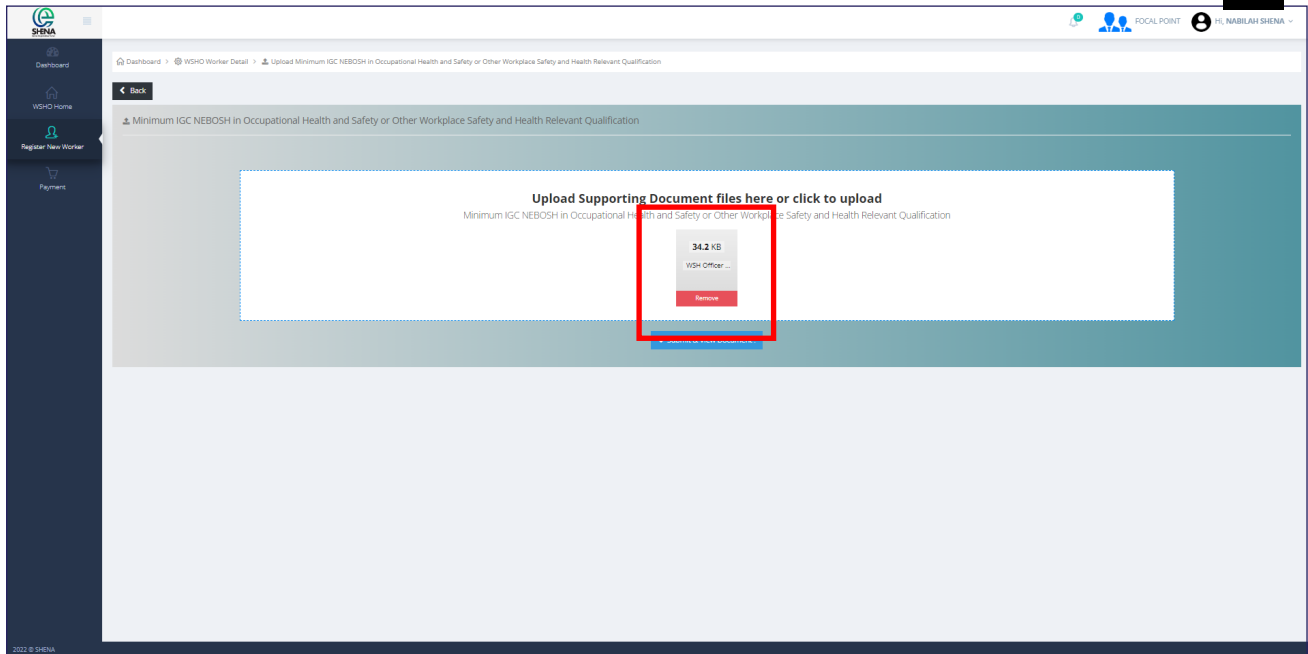 SHENA
0
FOCAL POINT
HI, NABILAH SHENA
Dashboard
WSHO Home
Register New Worker
Payment
Dashboard > WSHO Worker Detail > Upload Minimum IGC NEBOSH in Occupational Health and Safety or Other Workplace Safety and Health Relevant Qualification
Back
Minimum IGC NEBOSH in Occupational Health and Safety or Other Workplace Safety and Health Relevant Qualification
Upload Supporting Document files here or click to upload
Minimum IGC NEBOSH in Occupational Health and Safety or Other Workplace Safety and Health Relevant Qualification
34.2 KB
WSH Officer ...
Remove
2022 © SHENA